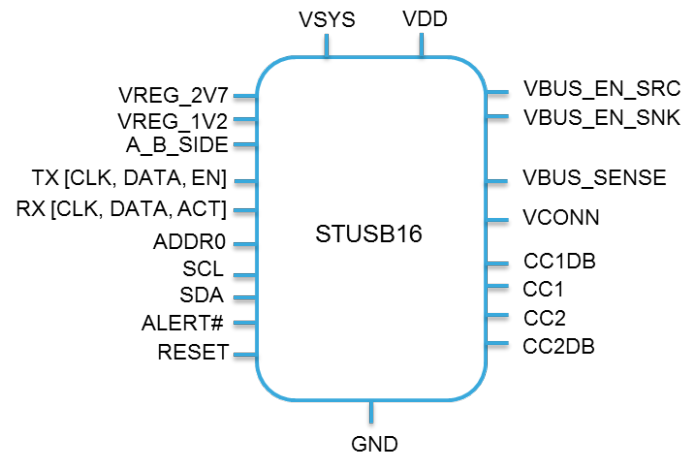 VSYS
VDD
VREG_2V7
VREG_1V2
A_B_SIDE
TX [CLK, DATA, EN]
RX [CLK, DATA, ACT]
ADDR0
SCL
SDA
ALERT#
RESET
STUSB16
VBUS_EN_SRC
VBUS_EN_SNK
VBUS_SENSE
VCONN
CC1DB
CC1
CC2
CC2DB
GND